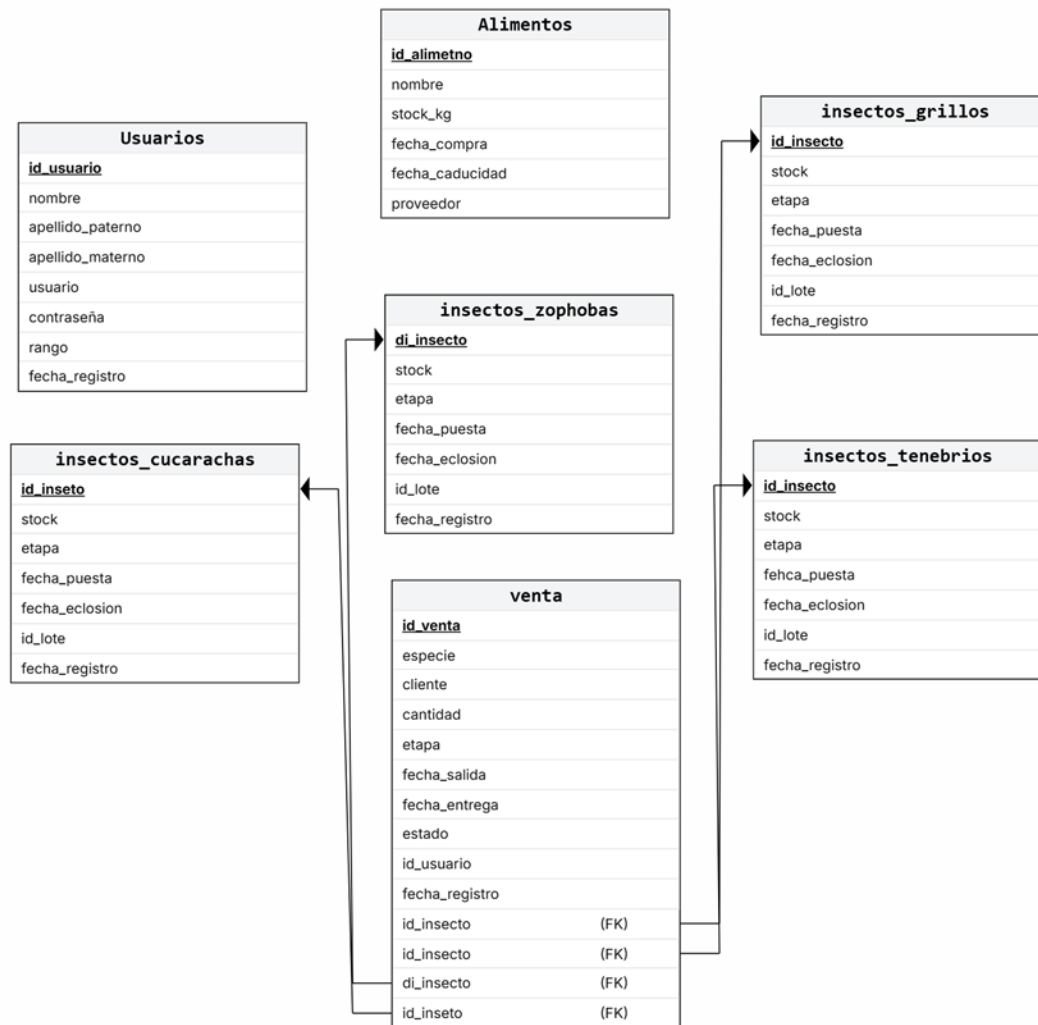 Alimentos
id_alimetno
nombre
stock_kg
fecha_compra
fecha_caducidad
proveedor
insectos_grillos
id_insecto
stock
etapa
fecha_puesta
fecha_eclosion
id_lote
fecha_registro
Usuarios
id_usuario
nombre
apellido_paterno
apellido_materno
usuario
contraseña
rango
fecha_registro
insectos_zophobas
di_insecto
stock
etapa
fecha_puesta
fecha_eclosion
id_lote
fecha_registro
insectos_cucarachas
id_inseto
stock
etapa
fecha_puesta
fecha_eclosion
id_lote
fecha_registro
insectos_tenebrios
id_insecto
stock
etapa
fehca_puesta
fecha_eclosion
id_lote
fecha_registro
venta
id_venta
especie
cliente
cantidad
etapa
fecha_salida
fecha_entrega
estado
id_usuario
fecha_registro
id_insecto (FK)
id_insecto (FK)
di_insecto (FK)
id_inseto (FK)